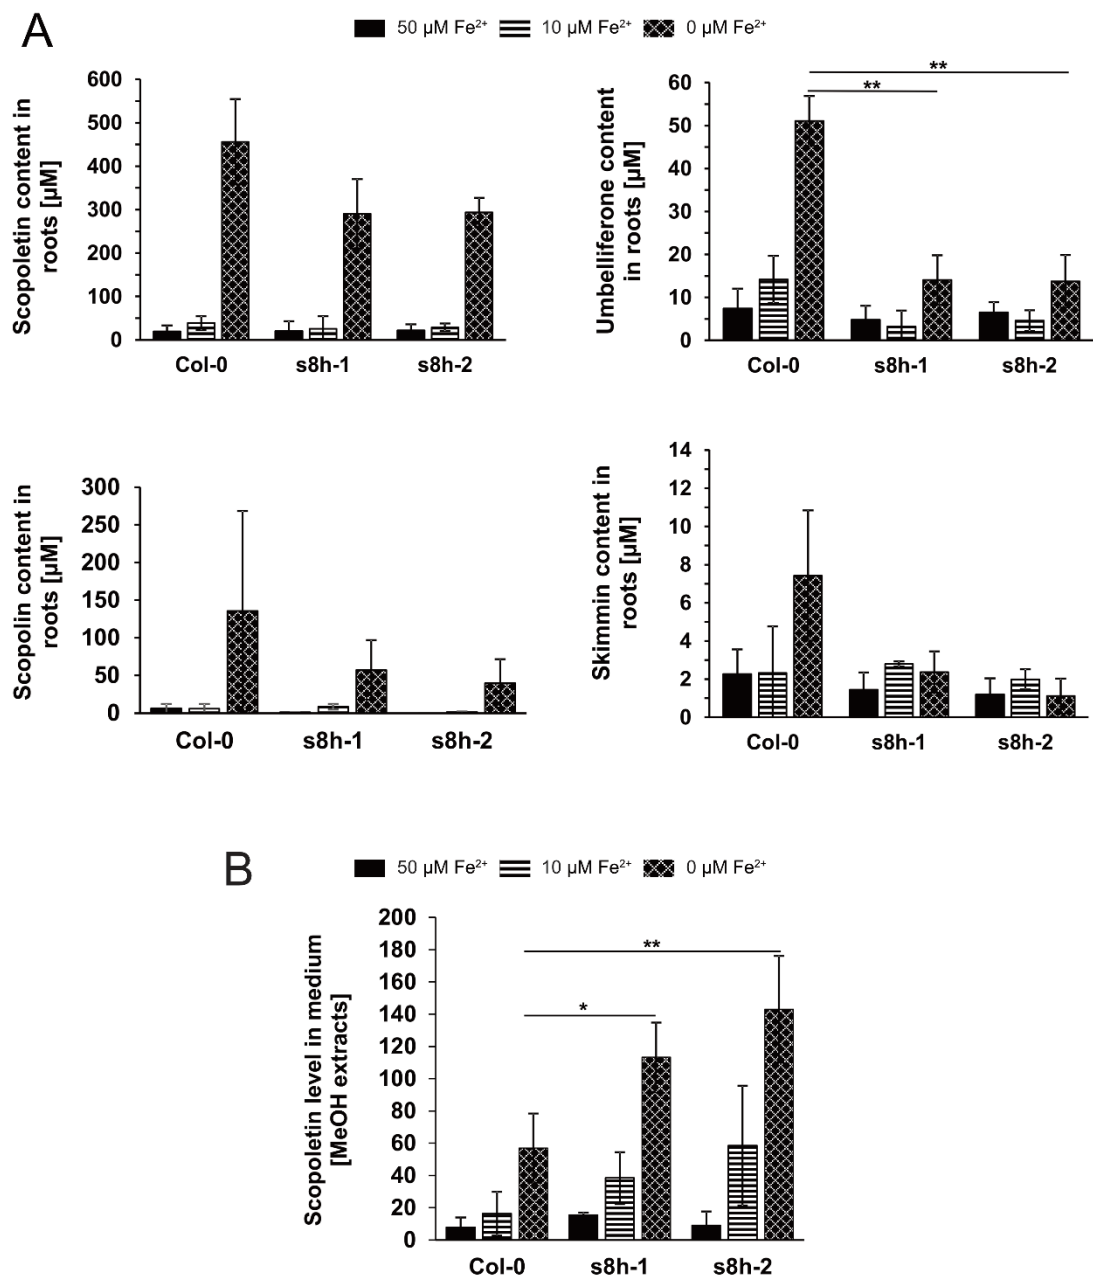 A
50 µM Fe²⁺ 10 µM Fe²⁺ 0 µM Fe²⁺
Scopoletin content in
roots [µM]
600
500
400
300
200
100
0
Col-0 s8h-1 s8h-2
Umbelliferone content
in roots [µM]
60
50
40
30
20
10
0
**
**
Col-0 s8h-1 s8h-2
Scopolin content in
roots [µM]
300
250
200
150
100
50
0
Col-0 s8h-1 s8h-2
Skimmin content in
roots [µM]
14
12
10
8
6
4
2
0
Col-0 s8h-1 s8h-2
B
50 µM Fe²⁺ 10 µM Fe²⁺ 0 µM Fe²⁺
Scopoletin level in medium
[MeOH extracts]
200
180
160
140
120
100
80
60
40
20
0
**
*
Col-0 s8h-1 s8h-2